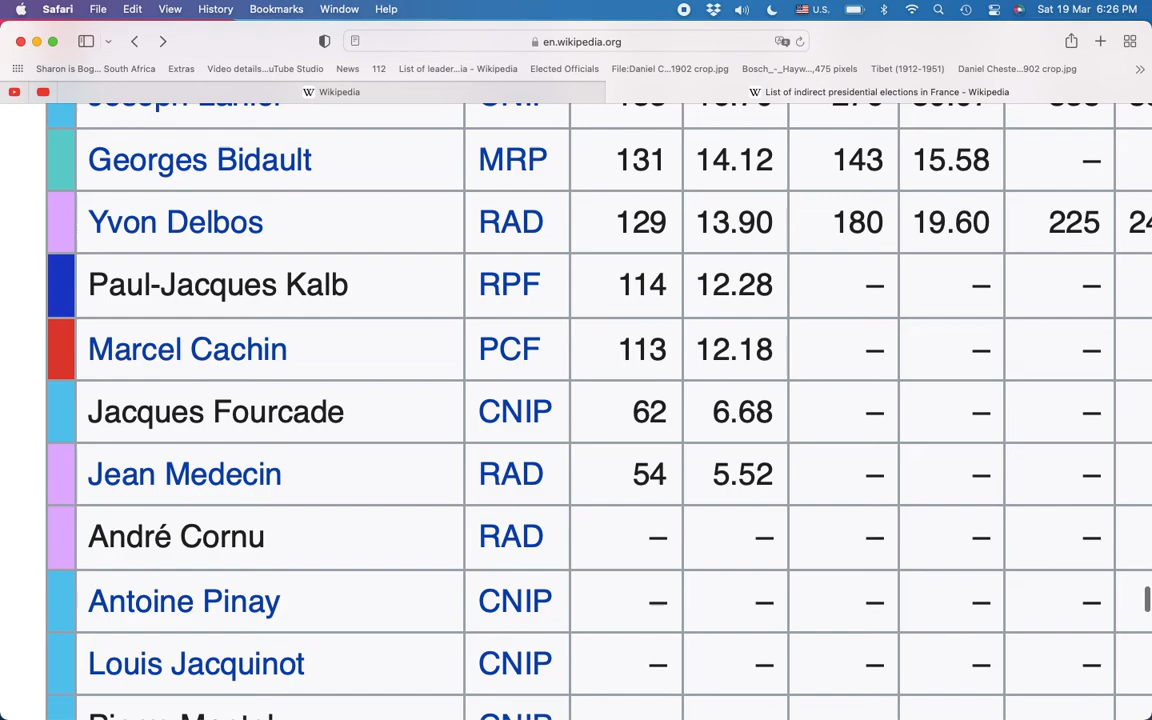 Safari File Edit View History Bookmarks Window Help U.S. Sat 19 Mar 6:26 PM
en.wikipedia.org
Sharon is Bog... South Africa Extras Video details...uTube Studio News 112 List of leader...ia - Wikipedia Elected Officials File:Daniel C...1902 crop.jpg Bosch_-_Hayw...,475 pixels Tibet (1912-1951) Daniel Cheste...902 crop.jpg
Wikipedia List of indirect presidential elections in France - Wikipedia
Georges Bidault MRP 131 14.12 143 15.58 –
Yvon Delbos RAD 129 13.90 180 19.60 225
Paul-Jacques Kalb RPF 114 12.28 – – –
Marcel Cachin PCF 113 12.18 – – –
Jacques Fourcade CNIP 62 6.68 – – –
Jean Medecin RAD 54 5.52 – – –
André Cornu RAD – – – – –
Antoine Pinay CNIP – – – – –
Louis Jacquinot CNIP – – – – –